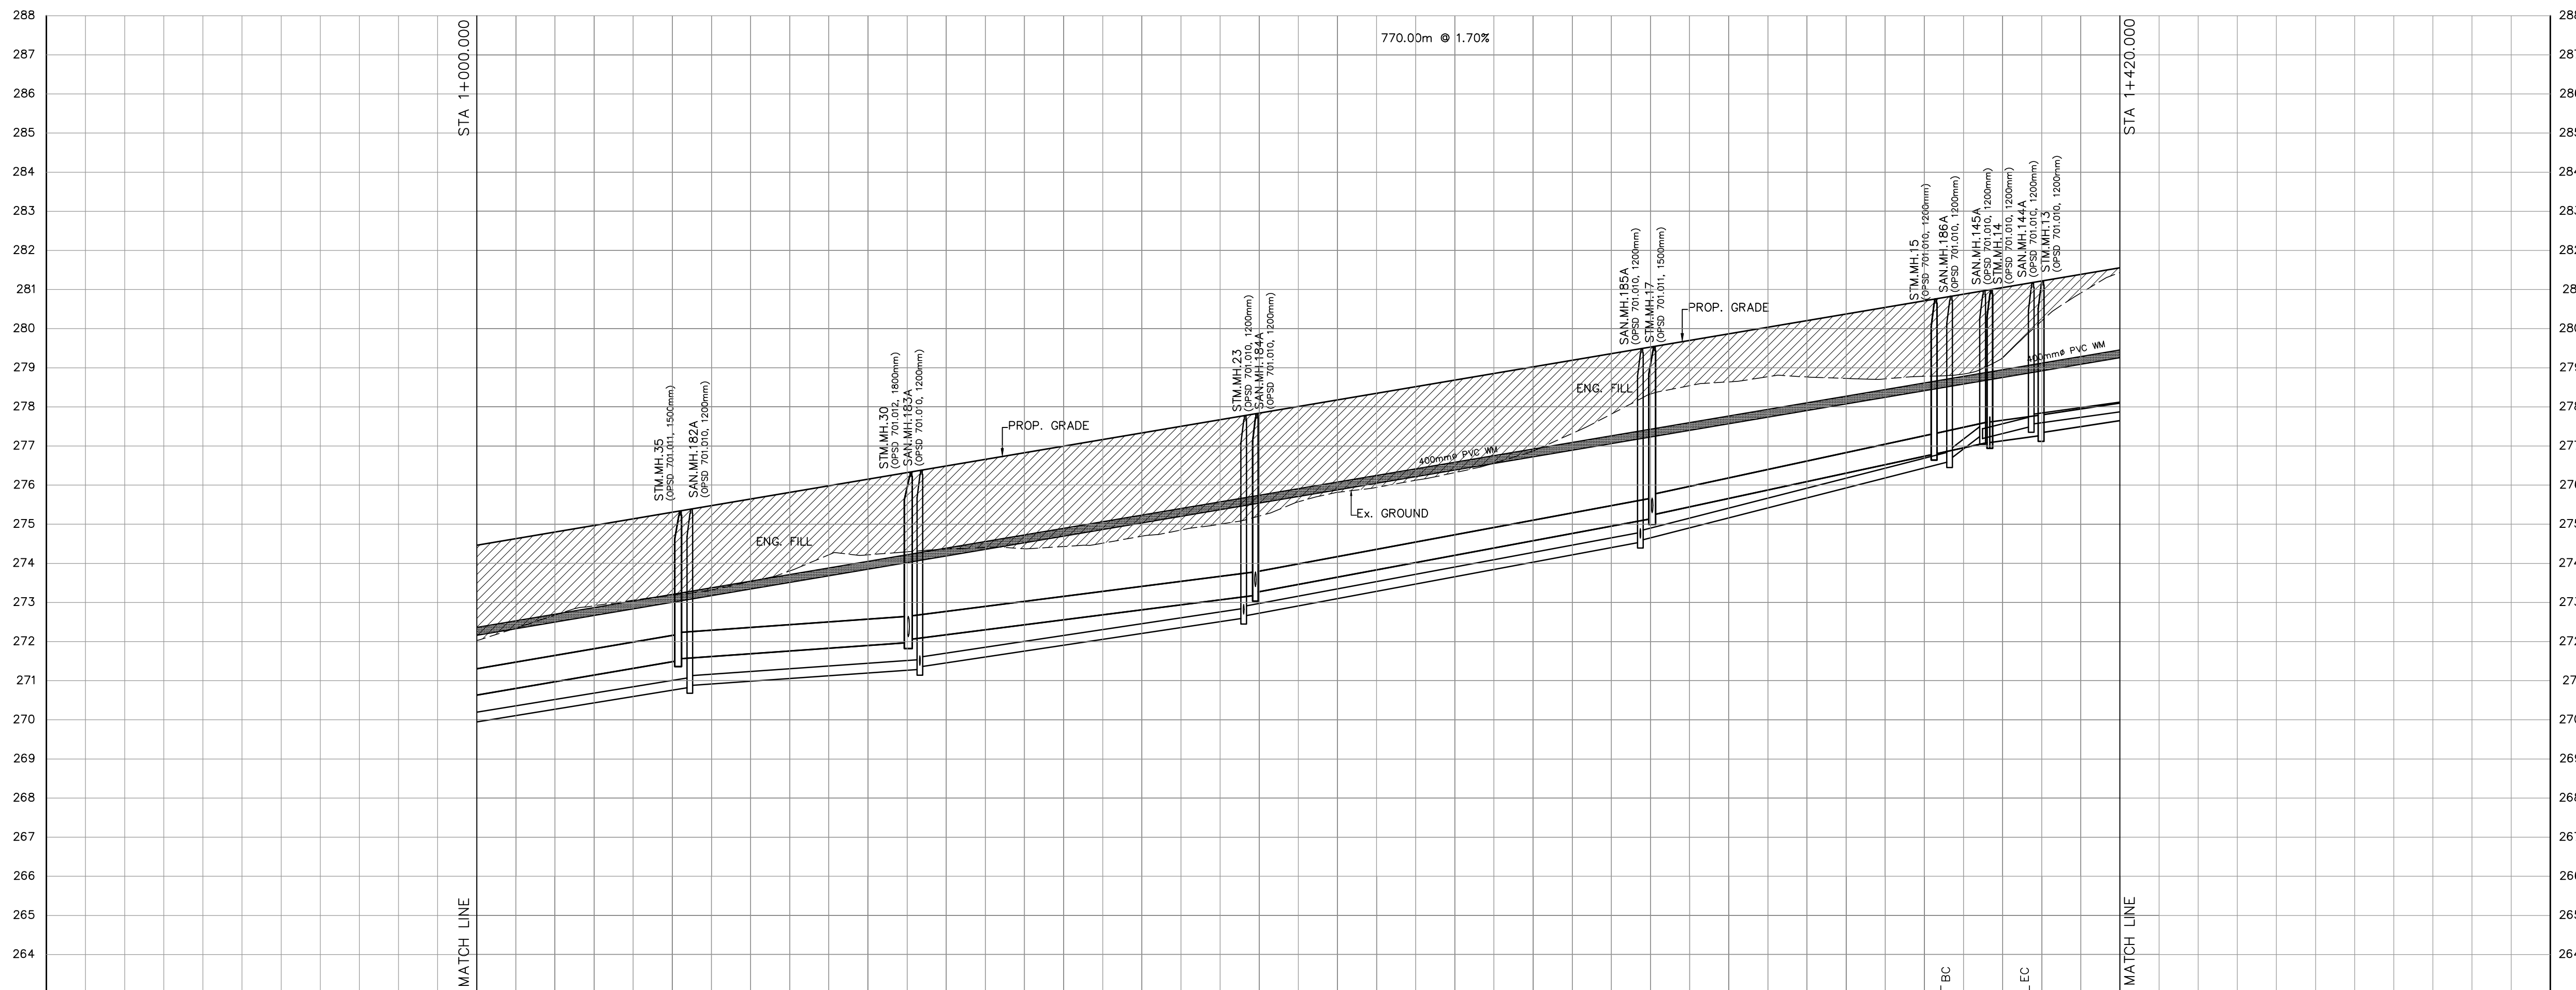 288
287
286
285
284
283
282
281
280
279
278
277
276
275
274
273
272
271
270
269
268
267
266
265
264
STA 1+000.000
MATCH LINE
770.00m @ 1.70%
STM.MH.35
(OPSD 701.011, 1500mm)
SAN.MH.182A
(OPSD 701.010, 1200mm)
ENG. FILL
STM.MH.30
(OPSD 701.012, 1800mm)
SAN.MH.183A
(OPSD 701.010, 1200mm)
PROP. GRADE
STM.MH.23
(OPSD 701.010, 1200mm)
SAN.MH.184A
(OPSD 701.010, 1200mm)
Ex. GROUND
400mmø PVC WM
ENG. FILL
SAN.MH.185A
(OPSD 701.010, 1200mm)
STM.MH.17
(OPSD 701.011, 1500mm)
PROP. GRADE
STM.MH.15
(OPSD 701.010, 1200mm)
SAN.MH.186A
(OPSD 701.010, 1200mm)
SAN.MH.145A
(OPSD 701.010, 1200mm)
STM.MH.14
(OPSD 701.010, 1200mm)
SAN.MH.144A
(OPSD 701.010, 1200mm)
STM.MH.13
(OPSD 701.010, 1200mm)
400mmø PVC WM
BC
EC
STA 1+420.000
MATCH LINE